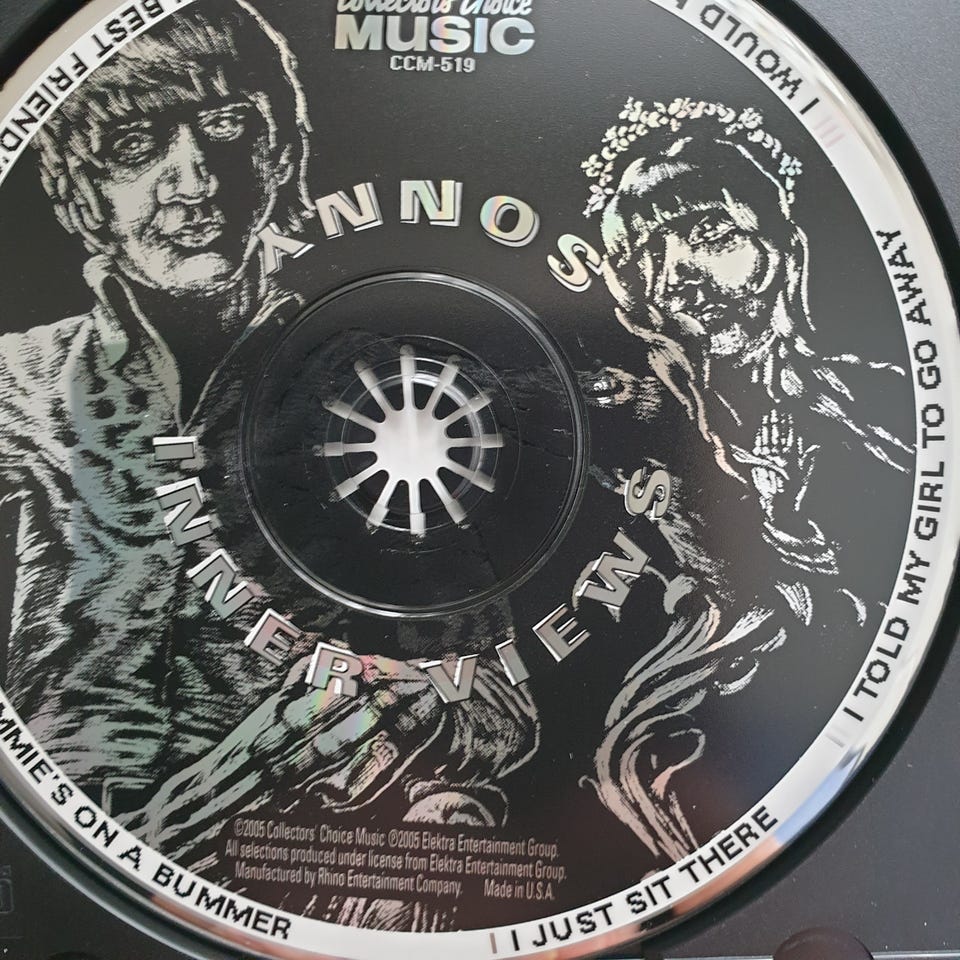 Collectors' Choice
MUSIC
CCM-519
SONNY
INNER VIEWS
I WOULD
I TOLD MY GIRL TO GO AWAY
I JUST SIT THERE
ON A BUMMER
BEST FRIEND'
©2005 Collectors' Choice Music ℗2005 Elektra Entertainment Group.
All selections produced under license from Elektra Entertainment Group.
Manufactured by Rhino Entertainment Company. Made in U.S.A.